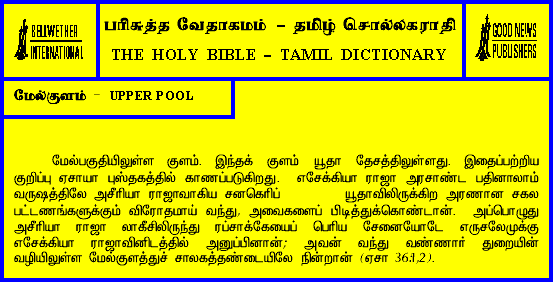 BELLWETHER
INTERNATIONAL
பரிசுத்த வேதாகமம் - தமிழ் சொல்லகராதி
THE HOLY BIBLE - TAMIL DICTIONARY
GOOD NEWS
PUBLISHERS
மேல்குளம் - UPPER POOL
மேல்பகுதியிலுள்ள குளம். இந்தக் குளம் யூதா தேசத்திலுள்ளது. இதைப்பற்றிய
குறிப்பு ஏசாயா புஸ்தகத்தில் காணப்படுகிறது. எசேக்கியா ராஜா அரசாண்ட பதினாலாம்
வருஷத்திலே அசீரியா ராஜாவாகிய சனகெரிப் யூதாவிலிருக்கிற அரணான சகல
பட்டணங்களுக்கும் விரோதமாய் வந்து, அவைகளைப் பிடித்துக்கொண்டான். அப்பொழுது
அசீரியா ராஜா லாகீசிலிருந்து ரப்சாக்கேயைப் பெரிய சேனையோடே எருசலேமுக்கு
எசேக்கியா ராஜாவினிடத்தில் அனுப்பினான்; அவன் வந்து வண்ணார் துறையின்
வழியிலுள்ள மேல்குளத்துச் சாலகத்தண்டையிலே நின்றான் (ஏசா 36:1,2).